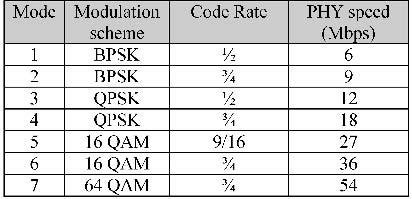 Mode Modulation scheme Code Rate PHY speed (Mbps)
1 BPSK ½ 6
2 BPSK ¾ 9
3 QPSK ½ 12
4 QPSK ¾ 18
5 16 QAM 9/16 27
6 16 QAM ¾ 36
7 64 QAM ¾ 54